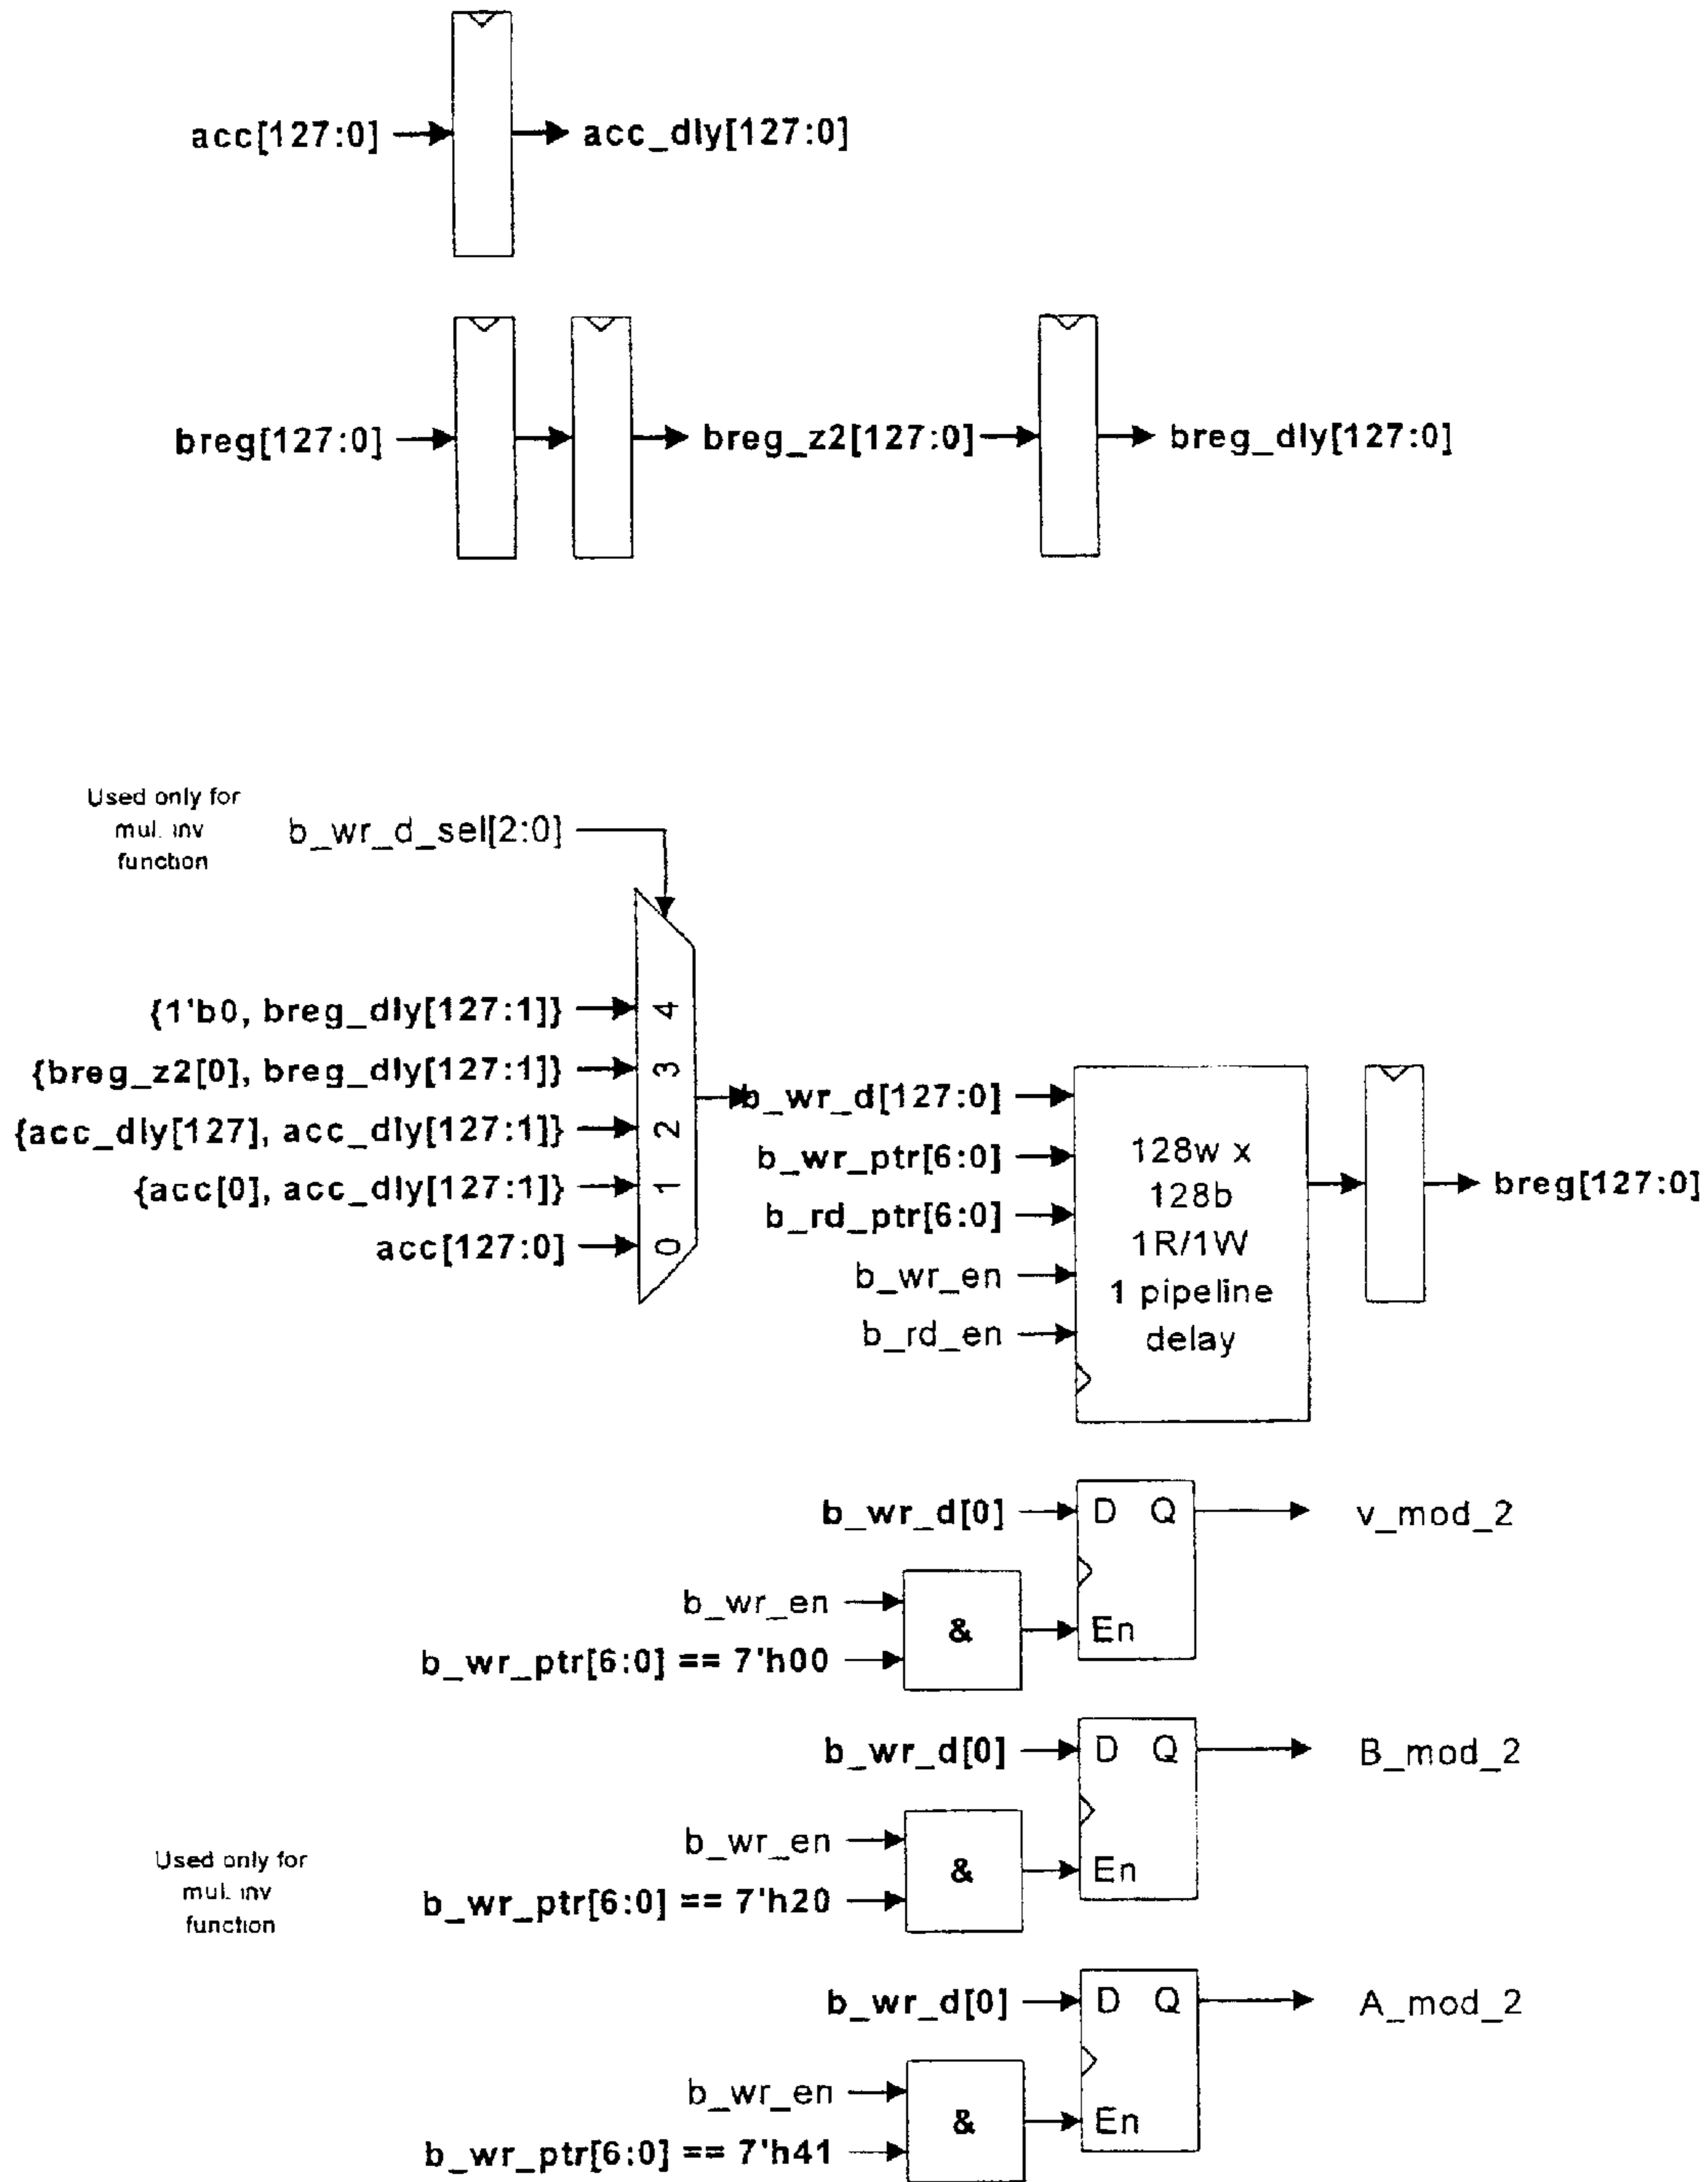 acc[127:0]
acc_dly[127:0]
breg[127:0]
breg_z2[127:0]
breg_dly[127:0]
Used only for
mul. inv
function
b_wr_d_sel[2:0]
{1'b0, breg_dly[127:1]}
4
{breg_z2[0], breg_dly[127:1]}
3
{acc_dly[127], acc_dly[127:1]}
2
{acc[0], acc_dly[127:1]}
1
acc[127:0]
0
b_wr_d[127:0]
b_wr_ptr[6:0]
b_rd_ptr[6:0]
b_wr_en
b_rd_en
128w x
128b
1R/1W
1 pipeline
delay
breg[127:0]
b_wr_d[0]
D Q
v_mod_2
b_wr_en
b_wr_ptr[6:0] == 7'h00
&
En
b_wr_d[0]
D Q
B_mod_2
b_wr_en
b_wr_ptr[6:0] == 7'h20
&
En
Used only for
mul. inv
function
b_wr_d[0]
D Q
A_mod_2
b_wr_en
b_wr_ptr[6:0] == 7'h41
&
En